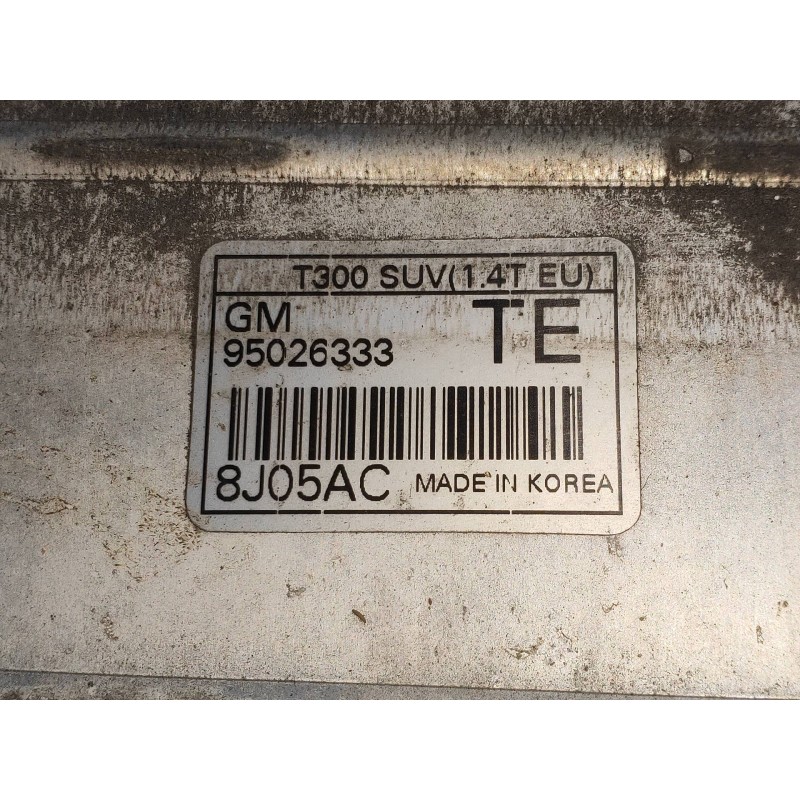 T300 SUV(1.4T EU)
GM TE
95026333
8J05AC MADE IN KOREA